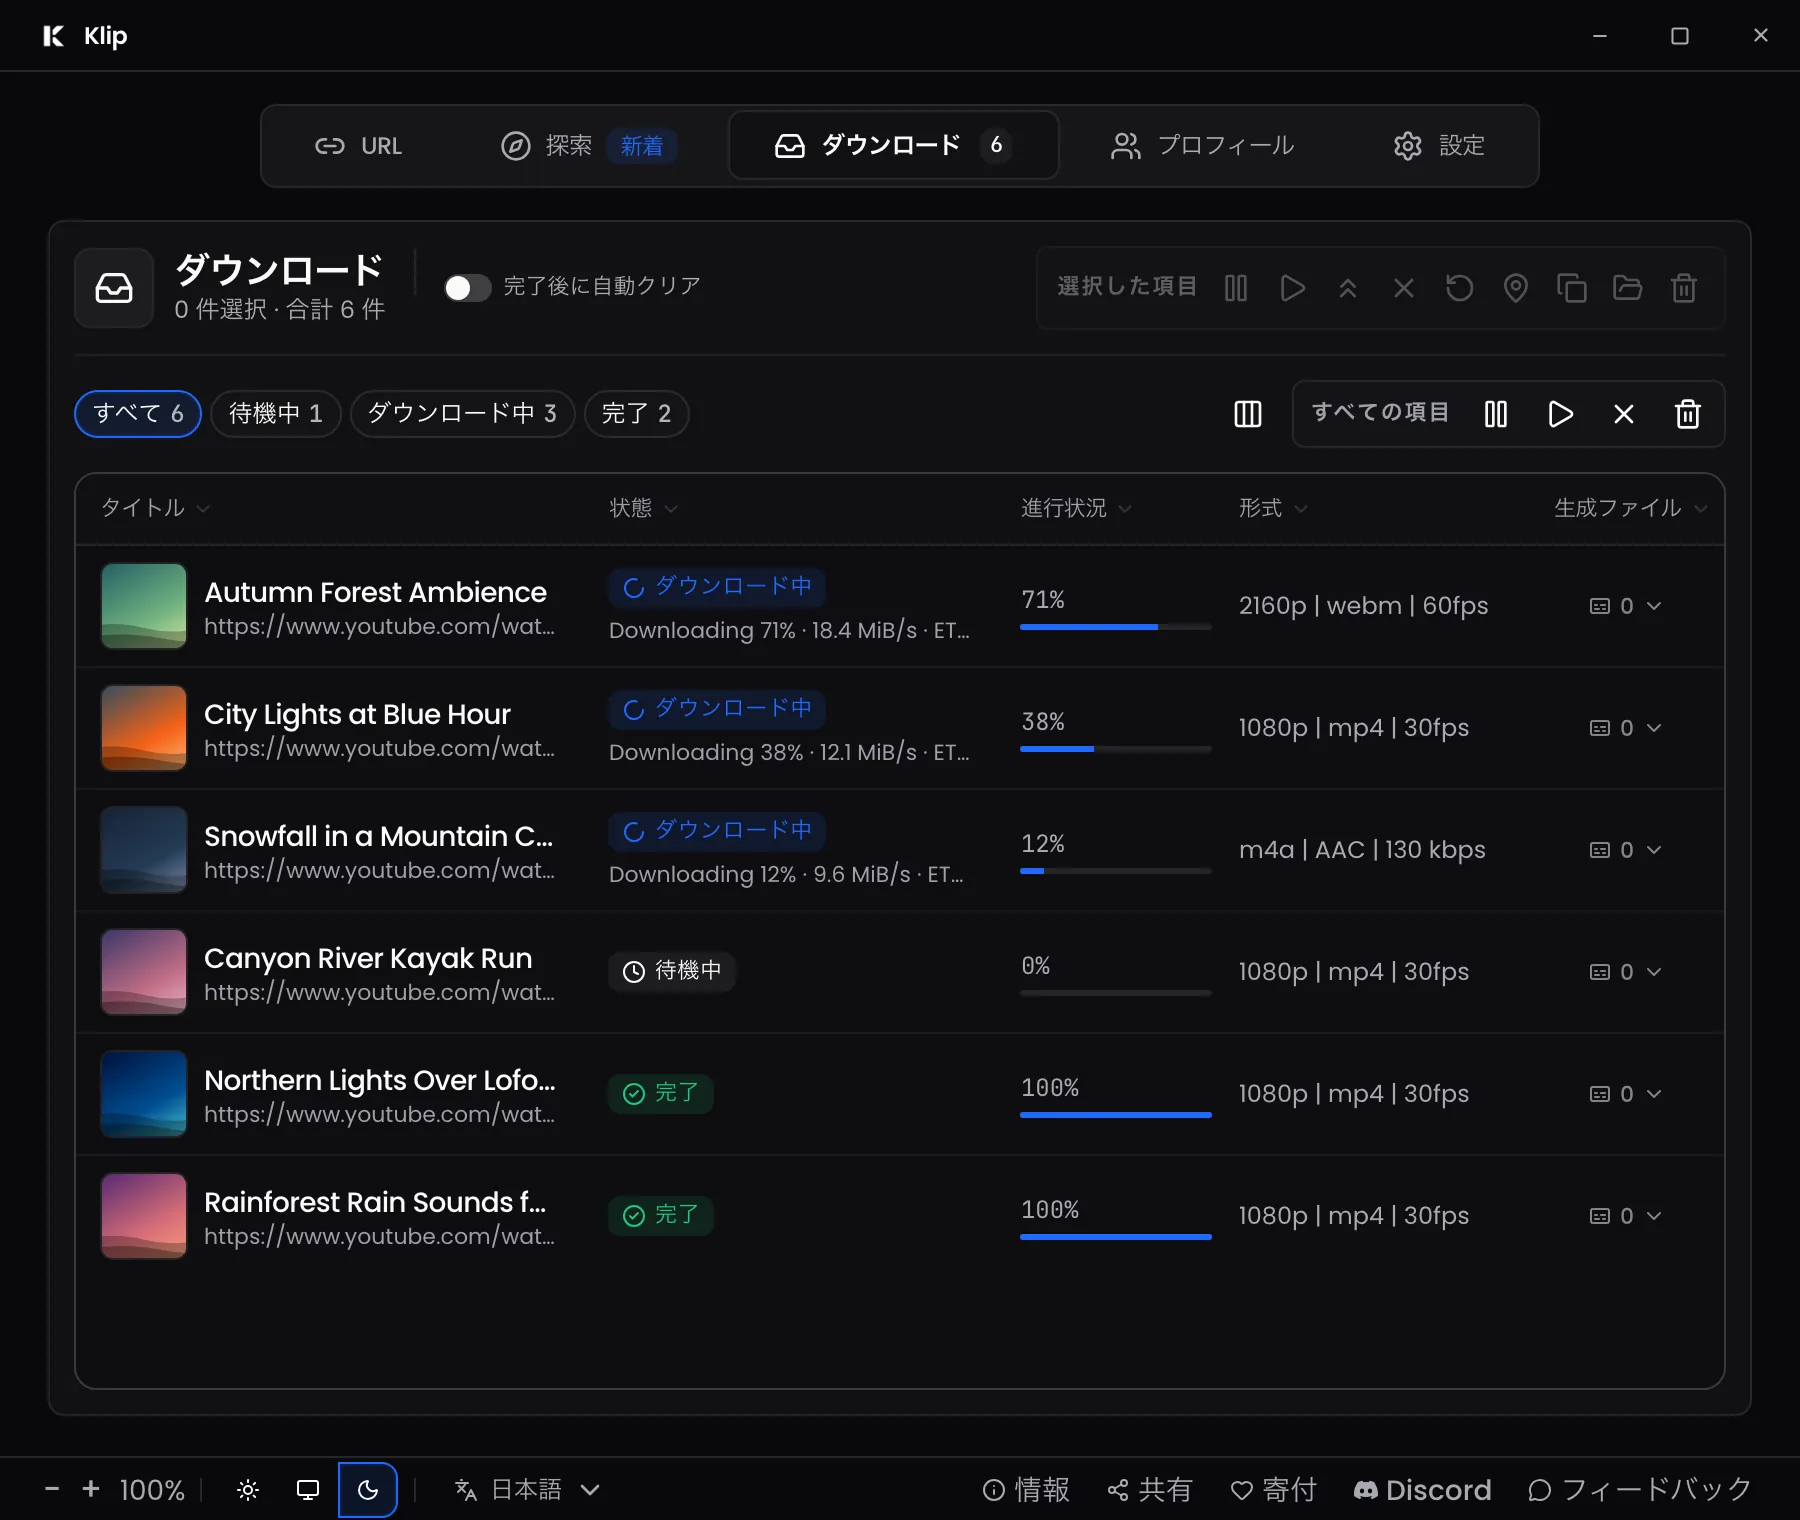 Klip
URL
探索 新着
ダウンロード 6
プロフィール
設定
ダウンロード
0 件選択 · 合計 6 件
完了後に自動クリア
選択した項目
すべて 6
待機中 1
ダウンロード中 3
完了 2
すべての項目
タイトル 状態 進行状況 形式 生成ファイル
Autumn Forest Ambience
https://www.youtube.com/wat...
ダウンロード中
Downloading 71% · 18.4 MiB/s · ET...
71%
2160p | webm | 60fps
0
City Lights at Blue Hour
https://www.youtube.com/wat...
ダウンロード中
Downloading 38% · 12.1 MiB/s · ET...
38%
1080p | mp4 | 30fps
0
Snowfall in a Mountain C...
https://www.youtube.com/wat...
ダウンロード中
Downloading 12% · 9.6 MiB/s · ET...
12%
m4a | AAC | 130 kbps
0
Canyon River Kayak Run
https://www.youtube.com/wat...
待機中
0%
1080p | mp4 | 30fps
0
Northern Lights Over Lofo...
https://www.youtube.com/wat...
完了
100%
1080p | mp4 | 30fps
0
Rainforest Rain Sounds f...
https://www.youtube.com/wat...
完了
100%
1080p | mp4 | 30fps
0
100%
日本語
情報
共有
寄付
Discord
フィードバック